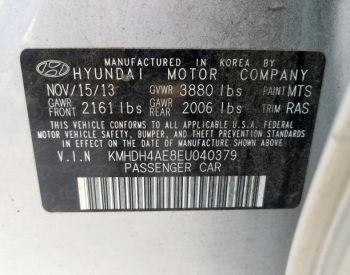 MANUFACTURED IN KOREA BY
HYUNDAI MOTOR COMPANY
NOV/15/13 GVWR 3880 lbs PAINT MTS
GAWR FRONT 2161 lbs GAWR REAR 2006 lbs TRIM RAS
THIS VEHICLE CONFORMS TO ALL APPLICABLE U.S. FEDERAL
MOTOR VEHICLE SAFETY, BUMPER, AND THEFT PREVENTION
STANDARDS IN EFFECT ON THE DATE OF MANUFACTURE SHOWN ABOVE.
V.I.N KMHDH4AE8EU040379
PASSENGER CAR